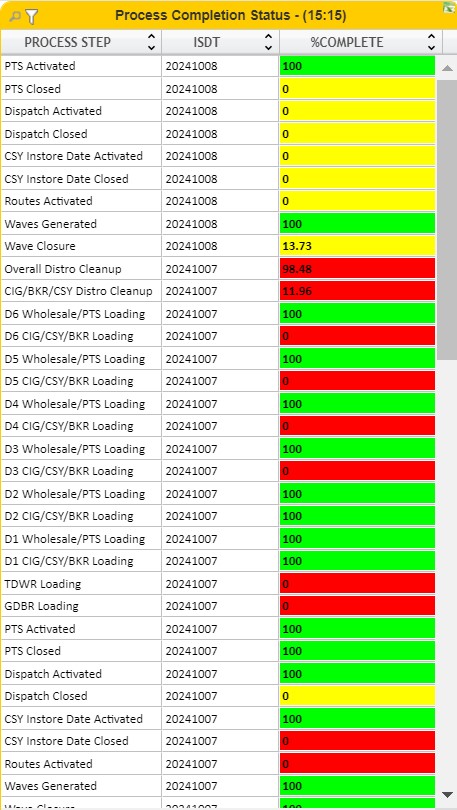 Process Completion Status - (15:15)
PROCESS STEP ISDT %COMPLETE
PTS Activated 20241008 100
PTS Closed 20241008 0
Dispatch Activated 20241008 0
Dispatch Closed 20241008 0
CSY Instore Date Activated 20241008 0
CSY Instore Date Closed 20241008 0
Routes Activated 20241008 0
Waves Generated 20241008 100
Wave Closure 20241008 13.73
Overall Distro Cleanup 20241007 98.48
CIG/BKR/CSY Distro Cleanup 20241007 11.96
D6 Wholesale/PTS Loading 20241007 100
D6 CIG/CSY/BKR Loading 20241007 0
D5 Wholesale/PTS Loading 20241007 100
D5 CIG/CSY/BKR Loading 20241007 0
D4 Wholesale/PTS Loading 20241007 100
D4 CIG/CSY/BKR Loading 20241007 0
D3 Wholesale/PTS Loading 20241007 100
D3 CIG/CSY/BKR Loading 20241007 0
D2 Wholesale/PTS Loading 20241007 100
D2 CIG/CSY/BKR Loading 20241007 100
D1 Wholesale/PTS Loading 20241007 100
D1 CIG/CSY/BKR Loading 20241007 100
TDWR Loading 20241007 0
GDBR Loading 20241007 0
PTS Activated 20241007 100
PTS Closed 20241007 100
Dispatch Activated 20241007 100
Dispatch Closed 20241007 0
CSY Instore Date Activated 20241007 100
CSY Instore Date Closed 20241007 0
Routes Activated 20241007 0
Waves Generated 20241007 100
Wave Closure 20241007 100